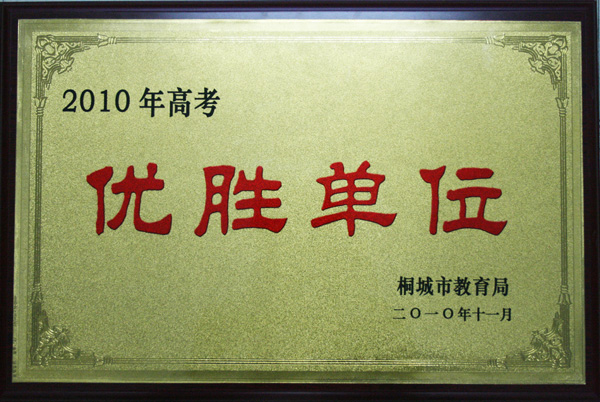 2010年高考
优胜单位
桐城市教育局
二〇一〇年十一月